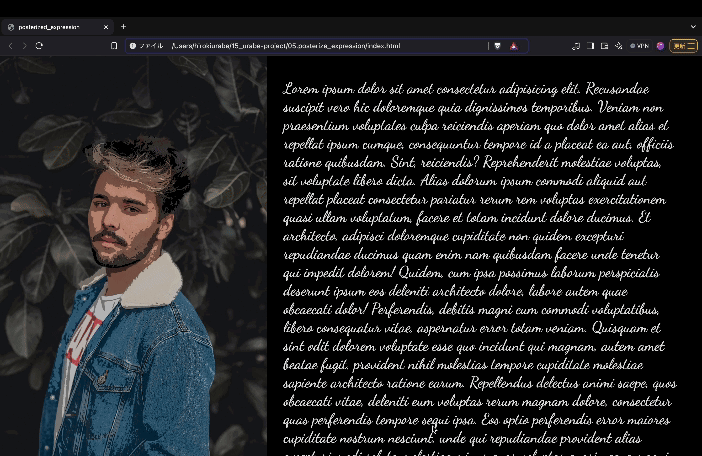 posterized_expression
ファイル /Users/hirokiurabe/15_urabe-project/05.posterize_expression/index.html
VPN
更新
Lorem ipsum dolor sit amet consectetur adipisicing elit. Recusandae
suscipit vero hic doloremque quia dignissimos temporibus. Veniam non
praesentium voluptates culpa reiciendis aperiam quo dolor amet alias et
repellat ipsum cumque, consequuntur tempore id a placeat ea aut, officiis
ratione quibusdam. Sint, reiciendis? Reprehenderit molestiae voluptas,
sit voluptate libero dicta. Alias dolorum ipsum commodi aliquid aut
repellat placeat consectetur pariatur rerum rem voluptas exercitationem
quasi ullam voluptatum, facere et totam incidunt dolore ducimus. Et
architecto, adipisci doloremque cupiditate non quidem excepturi
repudiandae ducimus quam enim nam quibusdam facere unde tenetur
qui impedit dolorem! Quidem, cum ipsa possimus laborum perspiciatis
deserunt ipsum eos deleniti architecto dolore, labore autem quae
obcaecati dolor! Perferendis, debitis magni cum commodi voluptatibus,
libero consequatur vitae, aspernatur error totam veniam. Quisquam et
sint odit dolorem voluptate esse quo incidunt qui magnam, autem amet
beatae fugit, provident nihil molestias tempore cupiditate molestiae
sapiente architecto ratione earum. Repellendus delectus animi saepe, quos
obcaecati vitae, deleniti eum voluptas rerum magnam dolore, consectetur
quas perferendis tempore sequi ipsa. Eos optio perferendis error maiores
cupiditate nostrum nesciunt, unde qui repudiandae provident alias